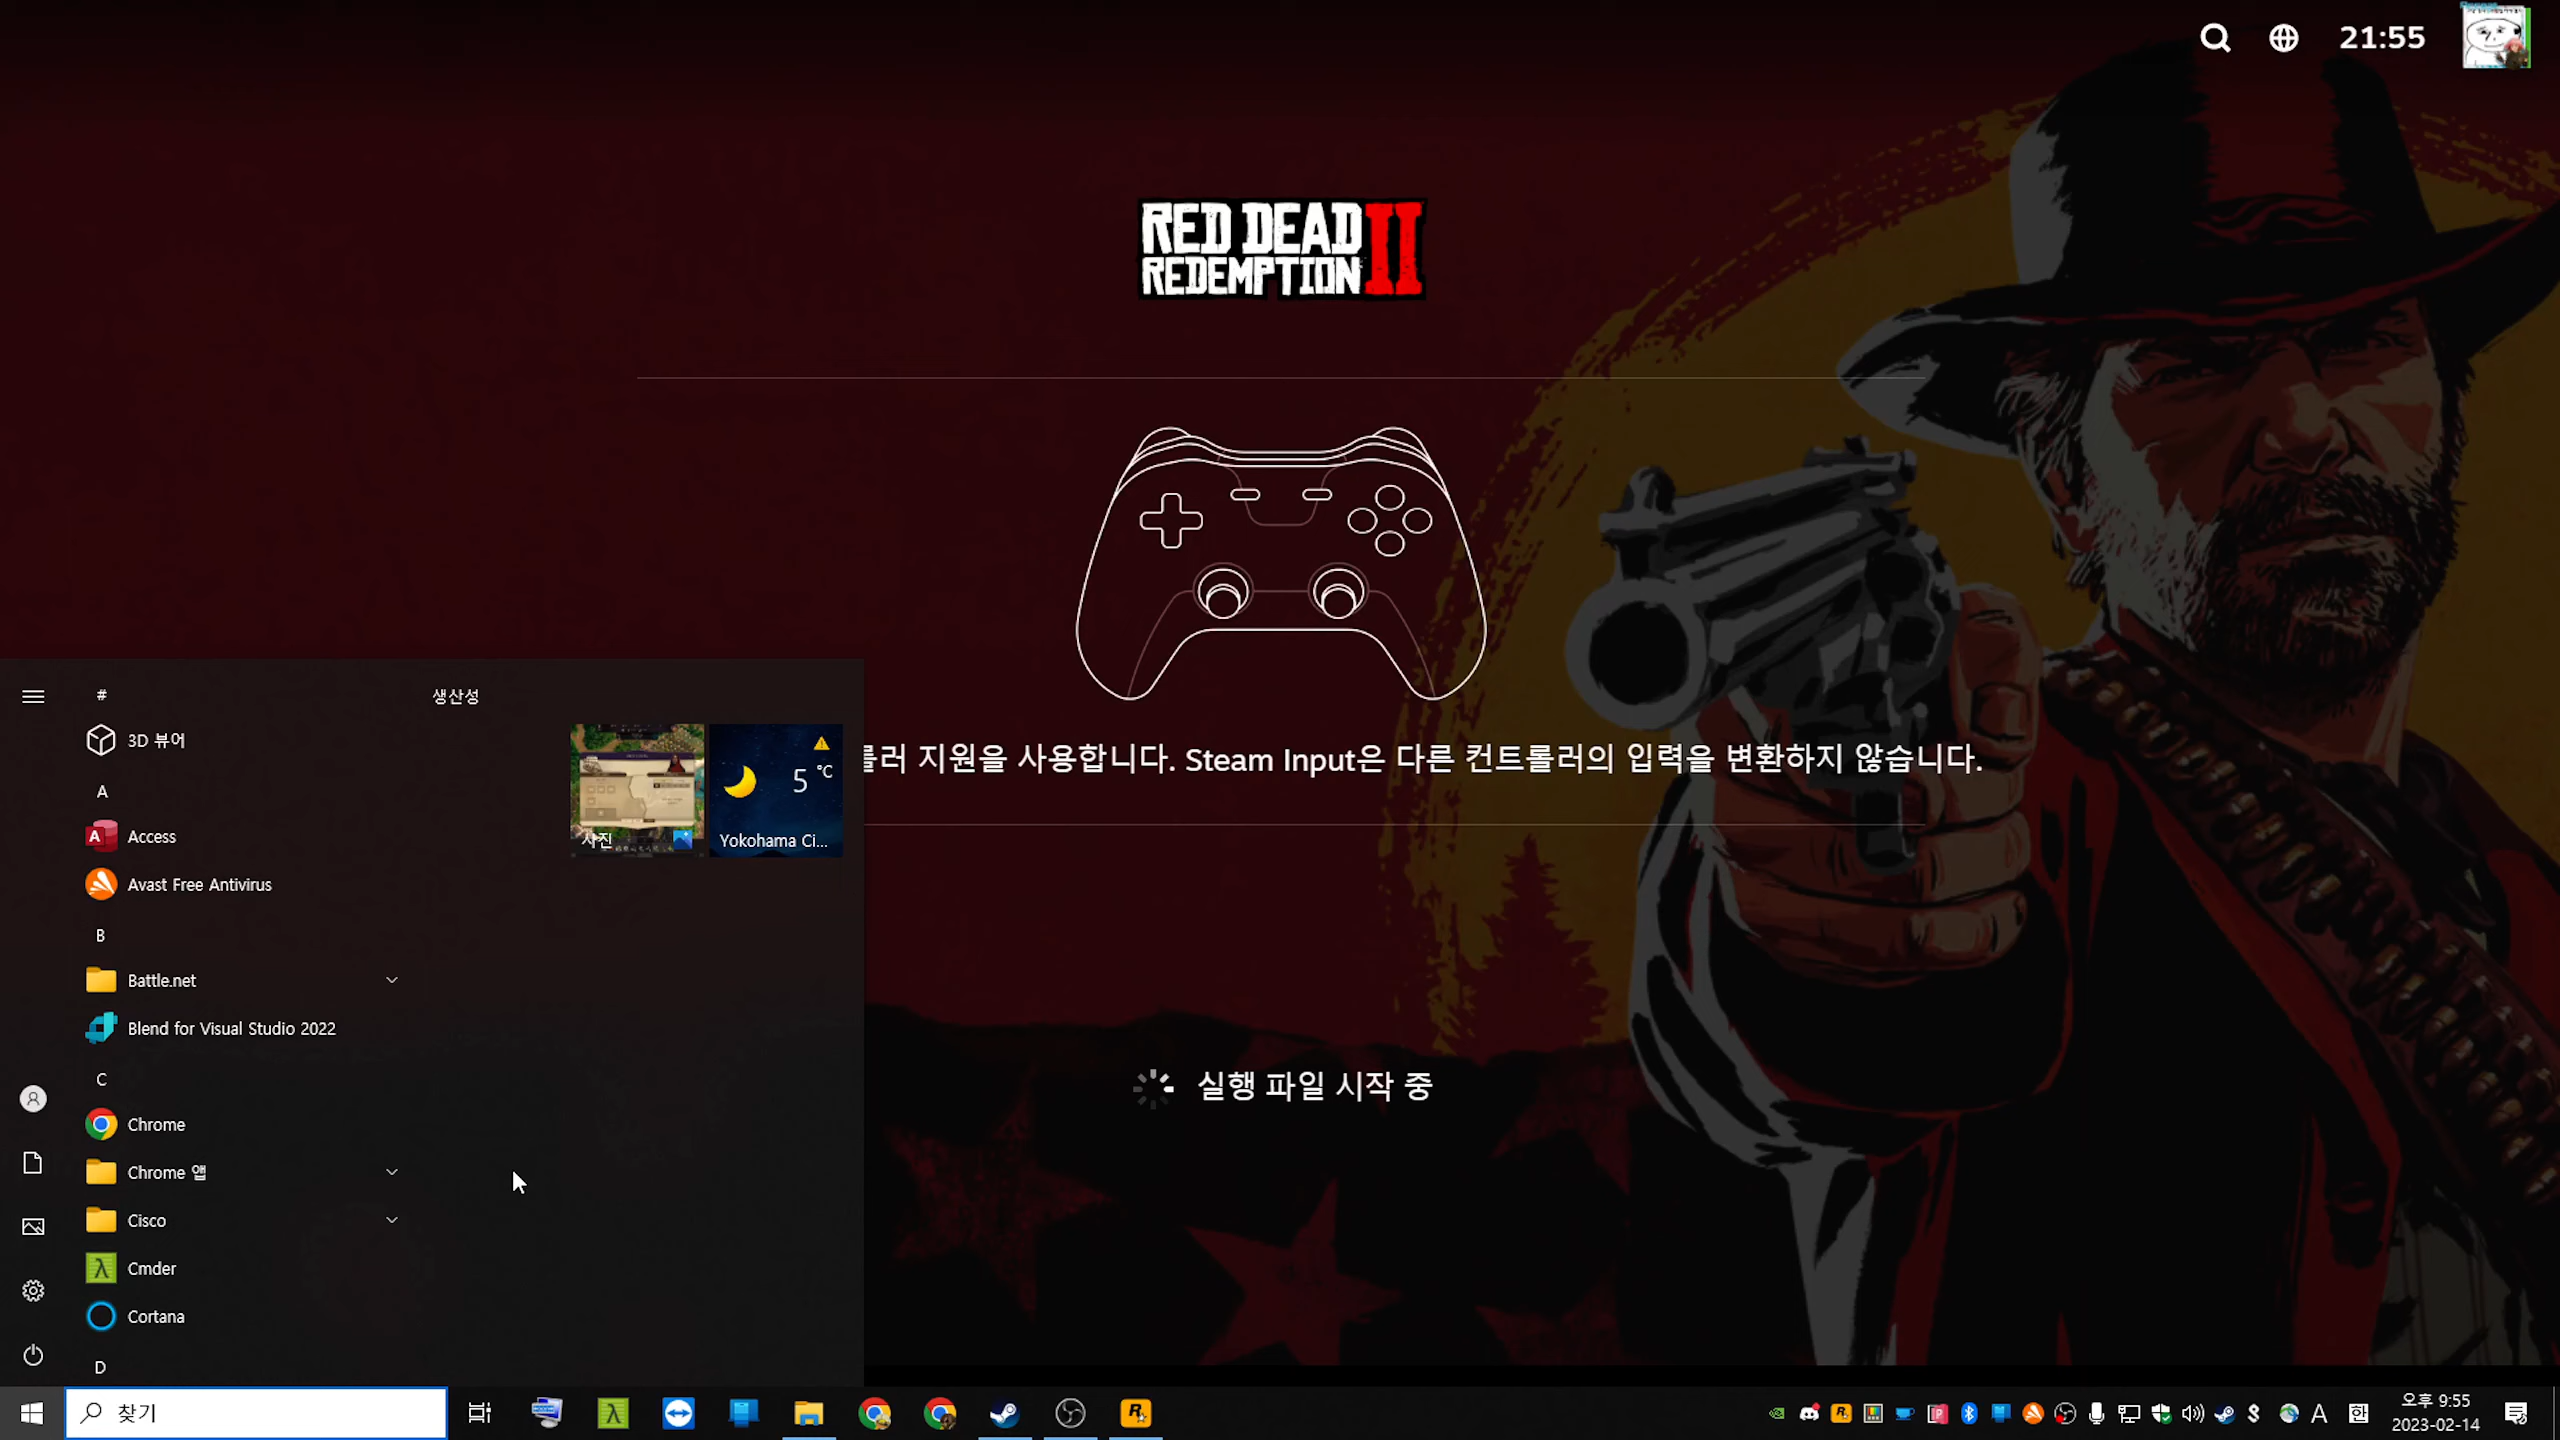 21:55
RED DEAD
REDEMPTION II
롤러 지원을 사용합니다. Steam Input은 다른 컨트롤러의 입력을 변환하지 않습니다.
실행 파일 시작 중
#
생산성
3D 뷰어
사진
5 °C
Yokohama Ci...
A
Access
Avast Free Antivirus
B
Battle.net
Blend for Visual Studio 2022
C
Chrome
Chrome 앱
Cisco
Cmder
Cortana
D
찾기
A
한
오후 9:55
2023-02-14